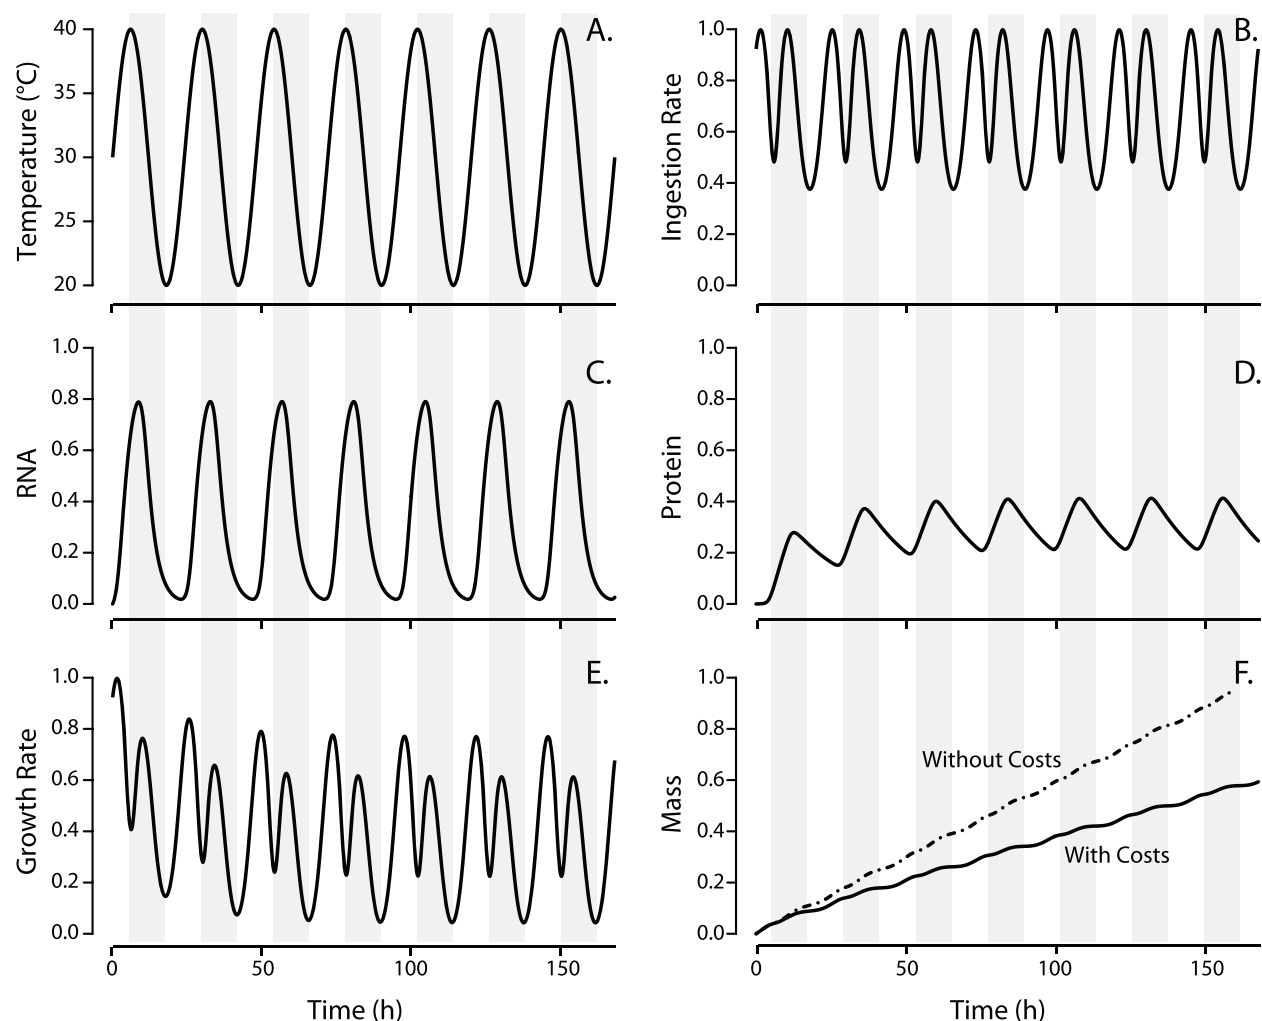 A.
40
35
30
25
20
Temperature (°C)
B.
1.0
0.8
0.6
0.4
0.2
0.0
Ingestion Rate
C.
1.0
0.8
0.6
0.4
0.2
0.0
RNA
D.
1.0
0.8
0.6
0.4
0.2
0.0
Protein
E.
1.0
0.8
0.6
0.4
0.2
0.0
Growth Rate
0 50 100 150
Time (h)
F.
1.0
0.8
0.6
0.4
0.2
0.0
Mass
Without Costs
With Costs
0 50 100 150
Time (h)